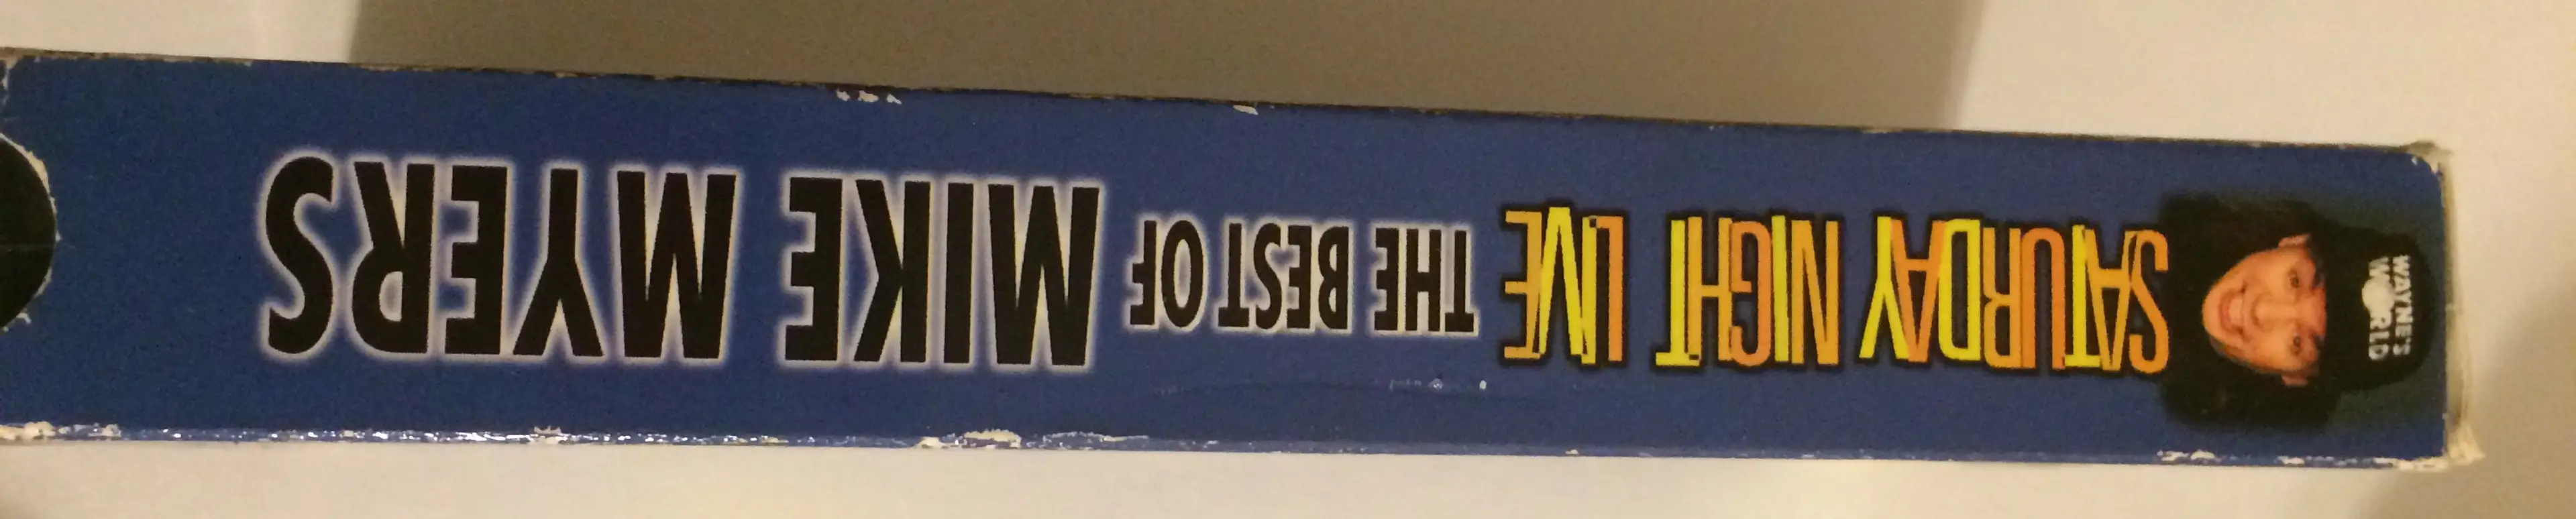 WAYNE'S
WORLD
SATURDAY NIGHT LIVE THE BEST OF MIKE MYERS